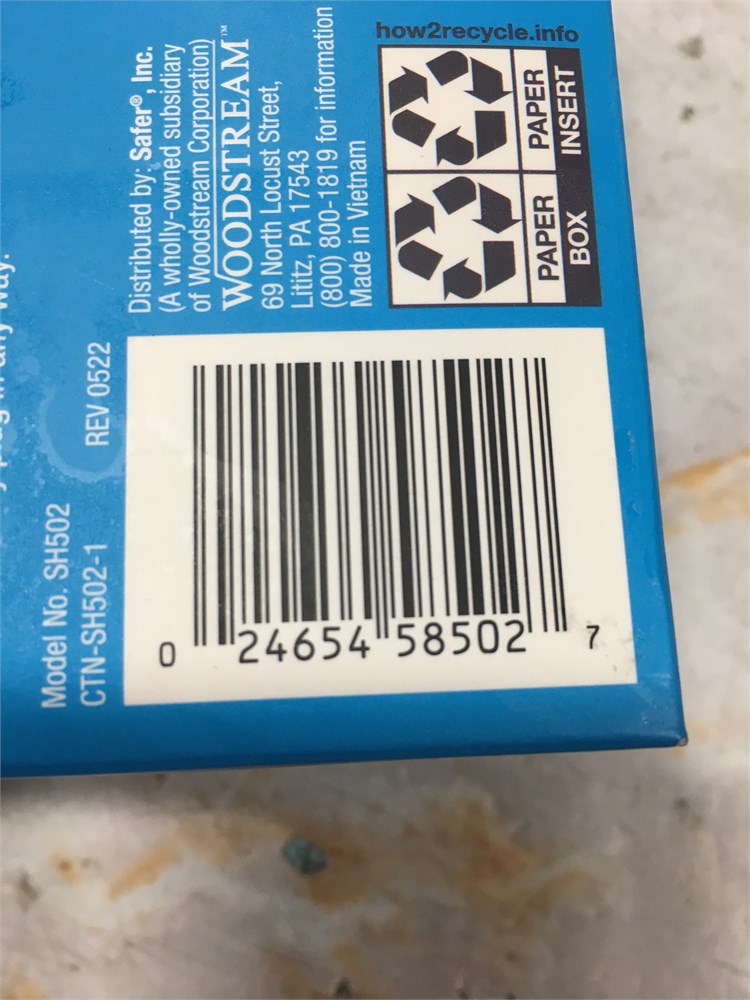 how2recycle.info
PAPER
INSERT
PAPER
BOX
Distributed by: Safer®, Inc.
(A wholly-owned subsidiary
of Woodstream Corporation)
WOODSTREAM™
69 North Locust Street,
Lititz, PA 17543
(800) 800-1819 for information
Made in Vietnam
Model No. SH502
CTN-SH502-1
REV 0522
0 24654 58502 7